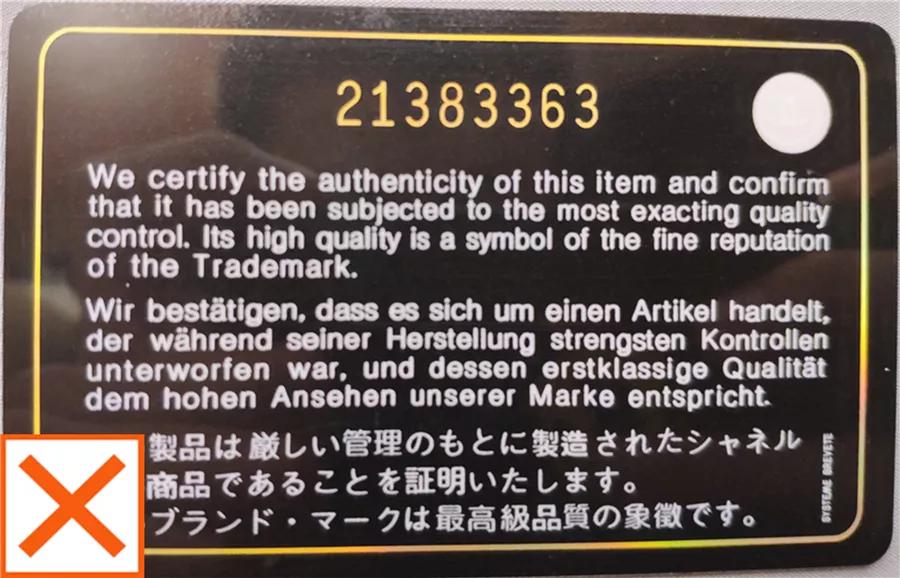 21383363
We certify the authenticity of this item and confirm
that it has been subjected to the most exacting quality
control. Its high quality is a symbol of the fine reputation
of the Trademark.
Wir bestätigen, dass es sich um einen Artikel handelt,
der während seiner Herstellung strengsten Kontrollen
unterworfen war, und dessen erstklassige Qualität
dem hohen Ansehen unserer Marke entspricht.
製品は厳しい管理のもとに製造されたシャネル
商品であることを証明いたします。
ブランド・マークは最高級品質の象徴です。
SYSTEME BREVETE